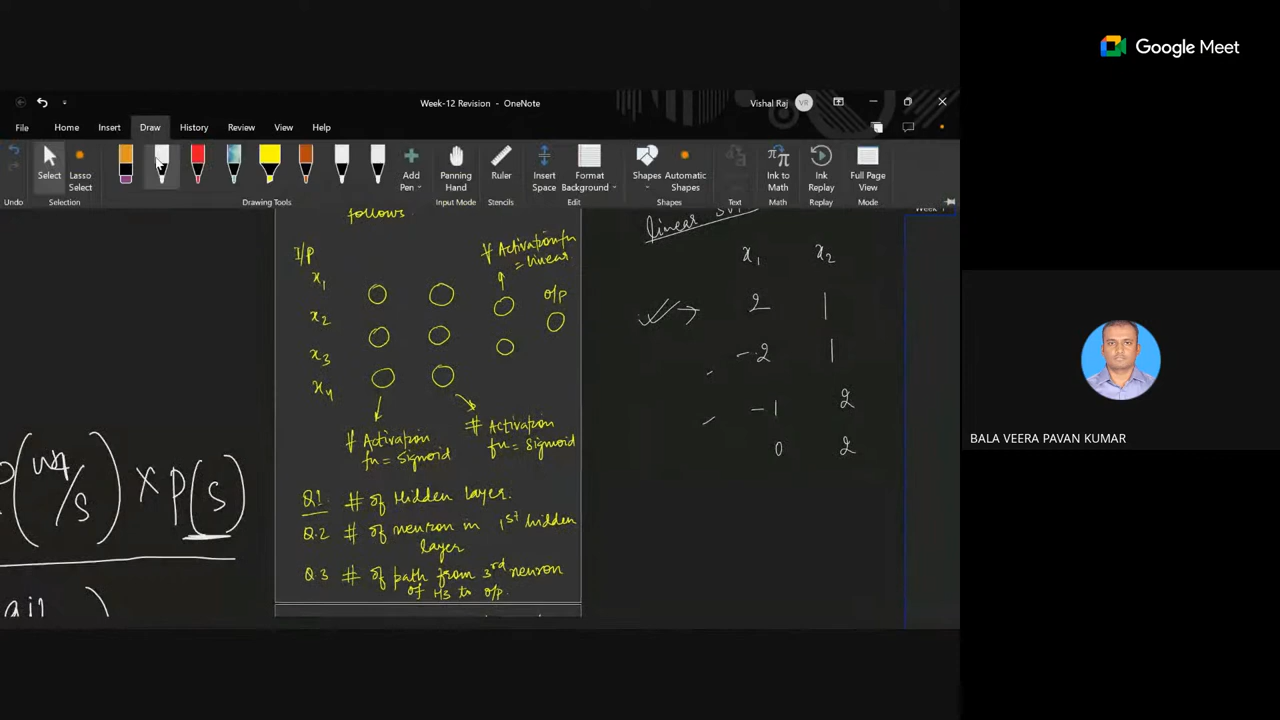 Google Meet
Week-12 Revision - OneNote
Vishal Raj
VR
File
Home
Insert
Draw
History
Review
View
Help
Select
Lasso Select
Add Pen
Panning Hand
Ruler
Insert Space
Format Background
Shapes
Automatic Shapes
Ink to Math
Ink Replay
Full Page View
Undo
Selection
Drawing Tools
Input Mode
Stencils
Edit
Shapes
Text
Math
Replay
Mode
follows
I/P
x1
x2
x3
x4
# Activation fn
= linear
O/P
# Activation
fn = Sigmoid
# Activation
fn = Sigmoid
Q1. # of Hidden layer.
Q.2 # of neuron in 1st hidden
layer
Q.3 # of path from 3rd neuron
of H3 to O/P.
linear
x1 x2
2 1
-2 1
-1 2
0 2
/S) × P(S)
BALA VEERA PAVAN KUMAR